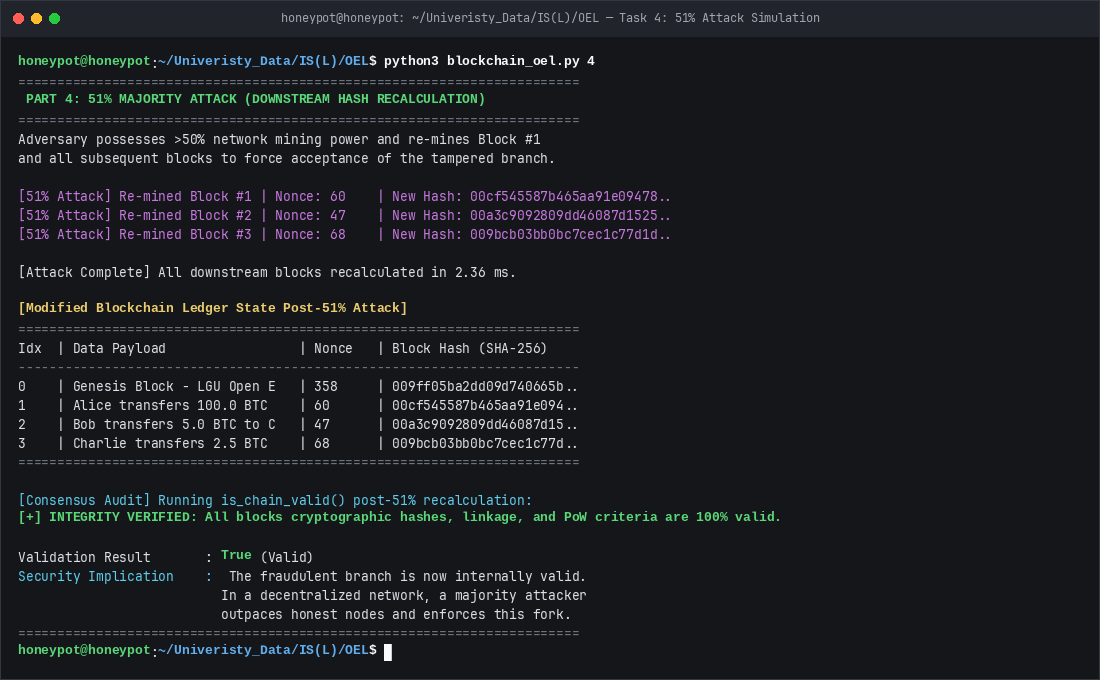 honeypot@honeypot: ~/Univeristy_Data/IS(L)/OEL — Task 4: 51% Attack Simulation
honeypot@honeypot:~/Univeristy_Data/IS(L)/OEL$ python3 blockchain_oel.py 4
========================================================================
PART 4: 51% MAJORITY ATTACK (DOWNSTREAM HASH RECALCULATION)
========================================================================
Adversary possesses >50% network mining power and re-mines Block #1
and all subsequent blocks to force acceptance of the tampered branch.
[51% Attack] Re-mined Block #1 | Nonce: 60    | New Hash: 00cf545587b465aa91e09478..
[51% Attack] Re-mined Block #2 | Nonce: 47    | New Hash: 00a3c9092809dd46087d1525..
[51% Attack] Re-mined Block #3 | Nonce: 68    | New Hash: 009bcb03bb0bc7cec1c77d1d..
[Attack Complete] All downstream blocks recalculated in 2.36 ms.
[Modified Blockchain Ledger State Post-51% Attack]
========================================================================
Idx  | Data Payload                 | Nonce   | Block Hash (SHA-256)
------------------------------------------------------------------------
0    | Genesis Block - LGU Open E   | 358     | 009ff05ba2dd09d740665b..
1    | Alice transfers 100.0 BTC    | 60      | 00cf545587b465aa91e094..
2    | Bob transfers 5.0 BTC to C   | 47      | 00a3c9092809dd46087d15..
3    | Charlie transfers 2.5 BTC    | 68      | 009bcb03bb0bc7cec1c77d..
========================================================================
[Consensus Audit] Running is_chain_valid() post-51% recalculation:
[+] INTEGRITY VERIFIED: All blocks cryptographic hashes, linkage, and PoW criteria are 100% valid.
Validation Result       : True (Valid)
Security Implication    :  The fraudulent branch is now internally valid.
In a decentralized network, a majority attacker
outpaces honest nodes and enforces this fork.
========================================================================
honeypot@honeypot:~/Univeristy_Data/IS(L)/OEL$